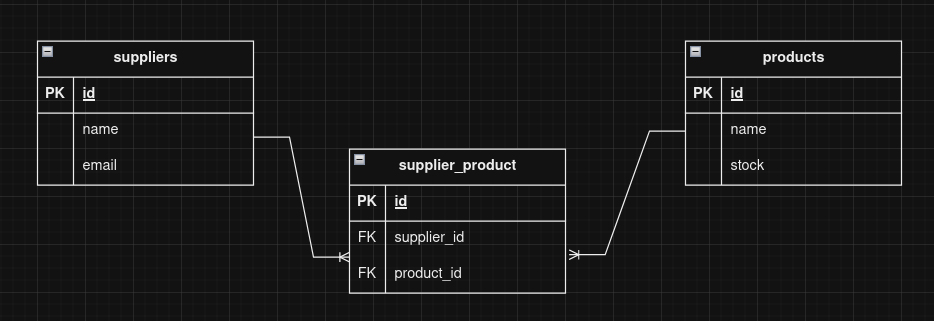 suppliers
PK id
name
email
products
PK id
name
stock
supplier_product
PK id
FK supplier_id
FK product_id